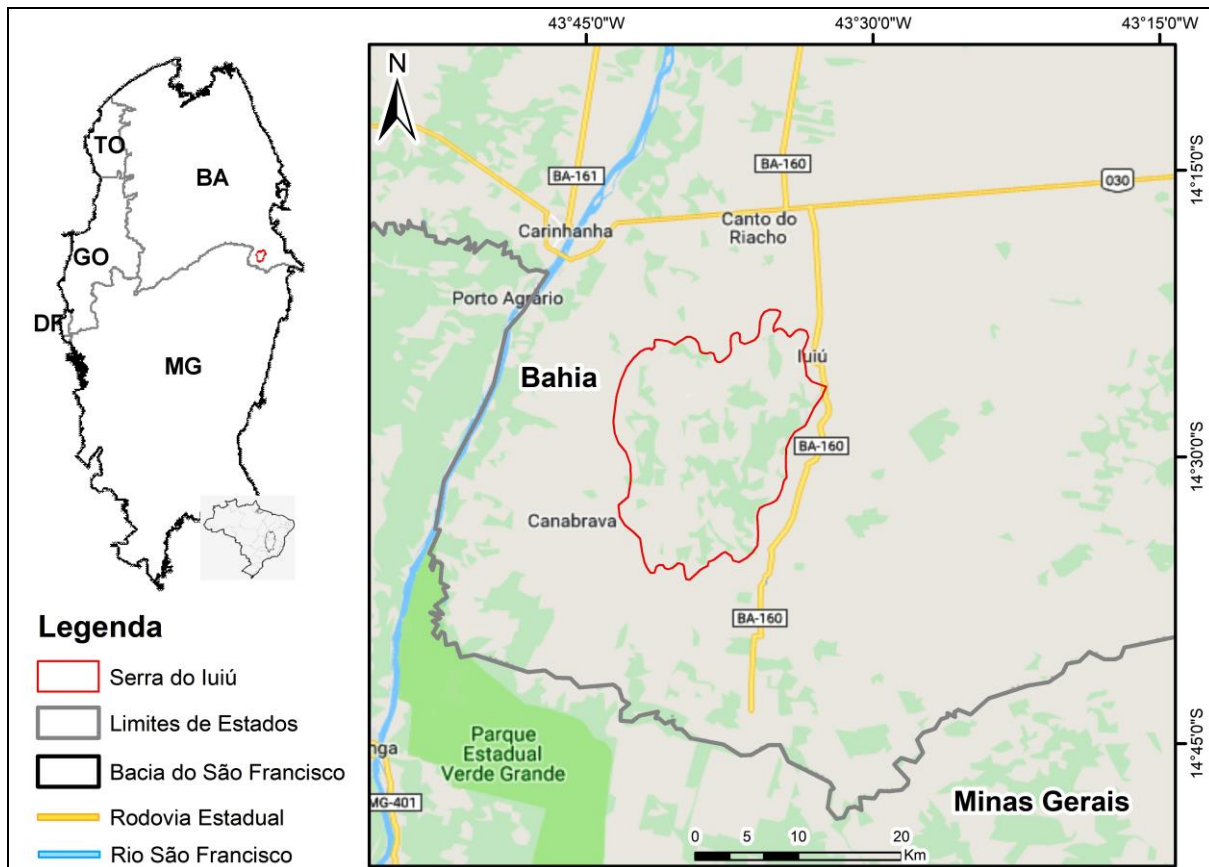 43°45'0"W
43°30'0"W
43°15'0"W
N
TO
BA
GO
DF
MG
BA-161
BA-160
030
14°15'0"S
Carinhanha
Canto do
Riacho
Porto Agrário
Bahia
Iuiú
BA-160
14°30'0"S
Canabrava
BA-160
Parque
Estadual
Verde Grande
nga
MG-401
14°45'0"S
Minas Gerais
0 5 10 20
Km
Legenda
Serra do Iuiú
Limites de Estados
Bacia do São Francisco
Rodovia Estadual
Rio São Francisco